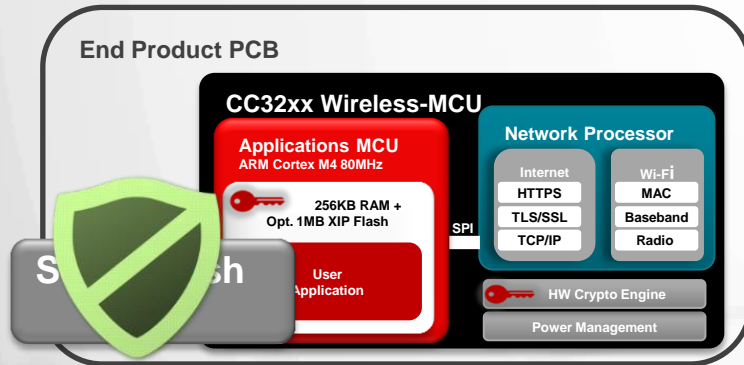 End Product PCB
CC32xx Wireless-MCU
Applications MCU
ARM Cortex M4 80MHz
256KB RAM +
Opt. 1MB XIP Flash
User
Application
SPI
Network Processor
Internet
HTTPS
TLS/SSL
TCP/IP
Wi-Fi
MAC
Baseband
Radio
HW Crypto Engine
Power Management